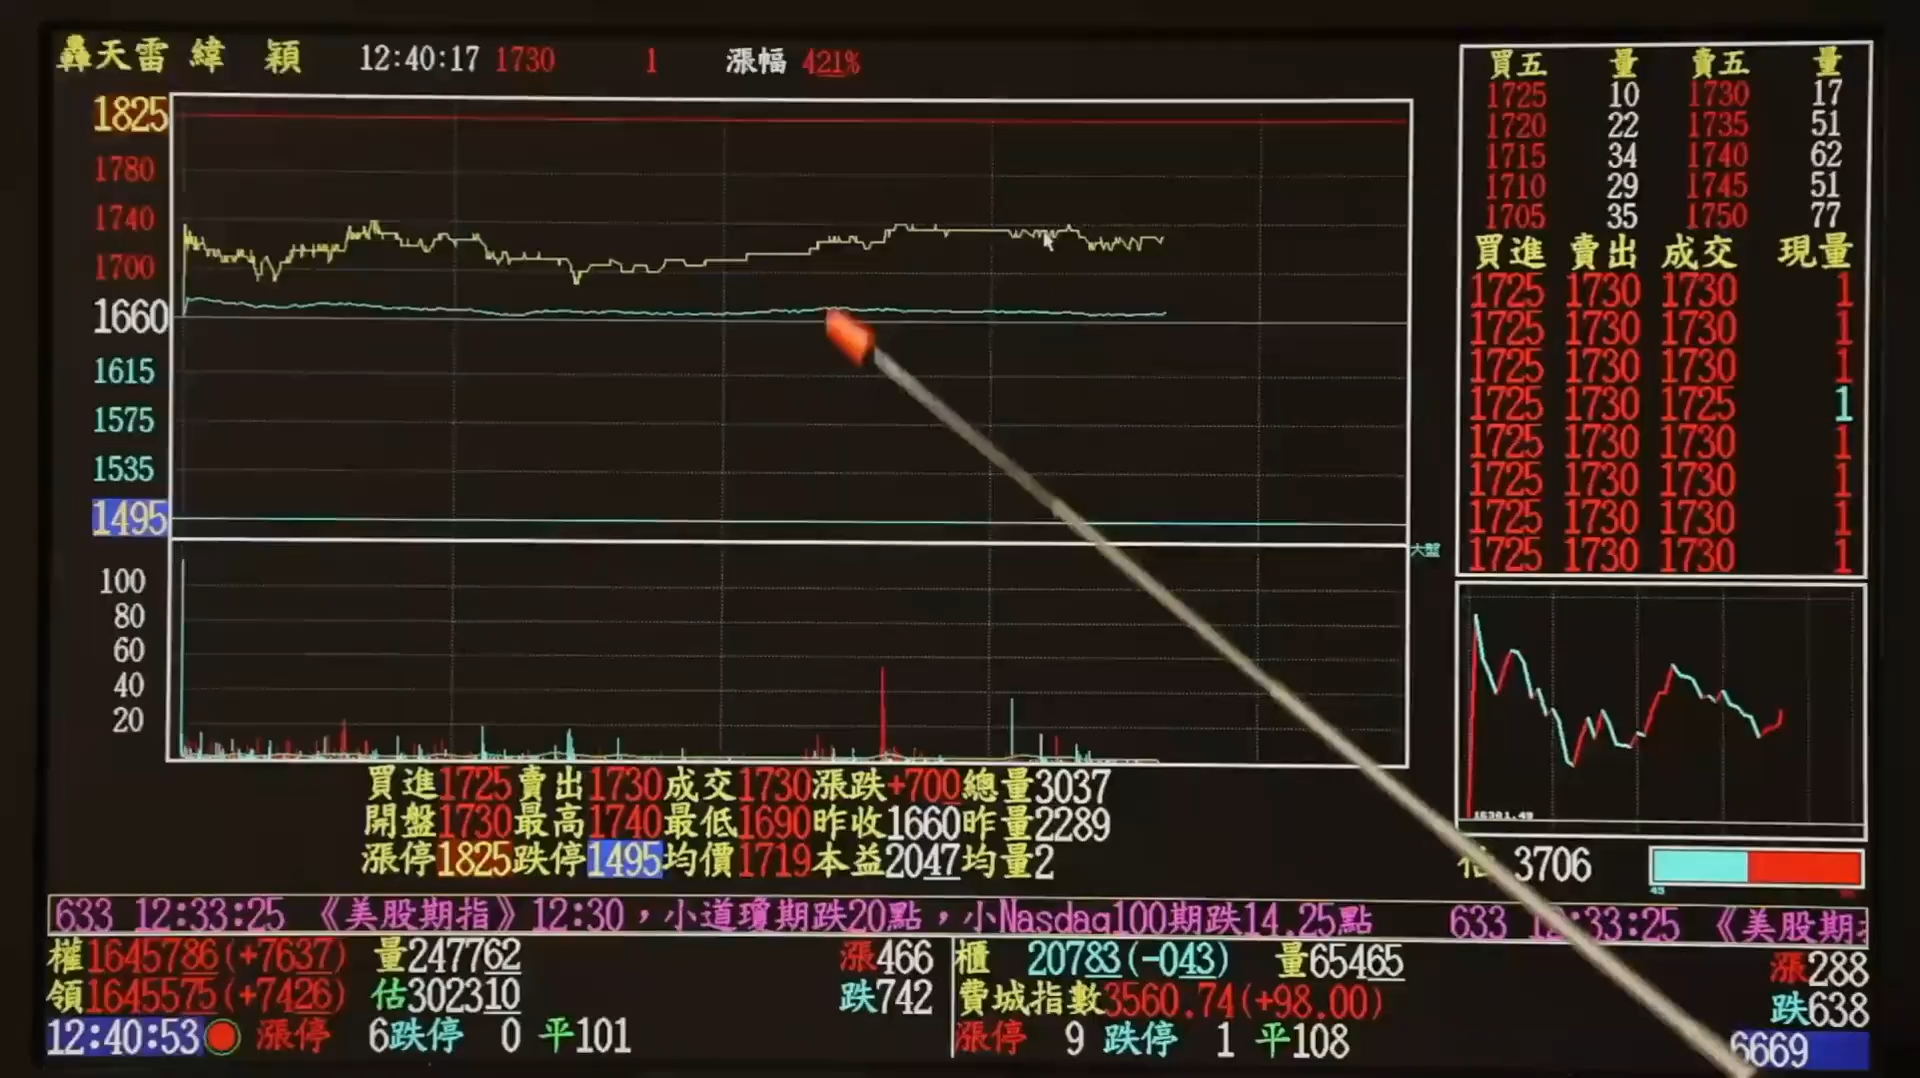 轟天雷 緯 穎 12:40:17 1730 1 漲幅 421%
1825
1780
1740
1700
1660
1615
1575
1535
1495
大盤
100
80
60
40
20
買五 量 賣五 量
1725 10 1730 17
1720 22 1735 51
1715 34 1740 62
1710 29 1745 51
1705 35 1750 77
買進 賣出 成交 現量
1725 1730 1730 1
1725 1730 1730 1
1725 1730 1730 1
1725 1730 1725 1
1725 1730 1730 1
1725 1730 1730 1
1725 1730 1730 1
1725 1730 1730 1
買進1725賣出1730成交1730漲跌+700總量3037
開盤1730最高1740最低1690昨收1660昨量2289
漲停1825跌停1495均價1719本益2047均量2
估 3706
633 12:33:25 《美股期指》12:30，小道瓊期跌20點，小Nasdaq100期跌14.25點 633 12:33:25 《美股期
權1645786(+7637) 量247762 漲466
領1645575(+7426) 估302310 跌742
12:40:53 漲停 6跌停 0 平101
櫃 20783(-043) 量65465 漲288
費城指數3560.74(+98.00) 跌638
漲停 9 跌停 1 平108 6669